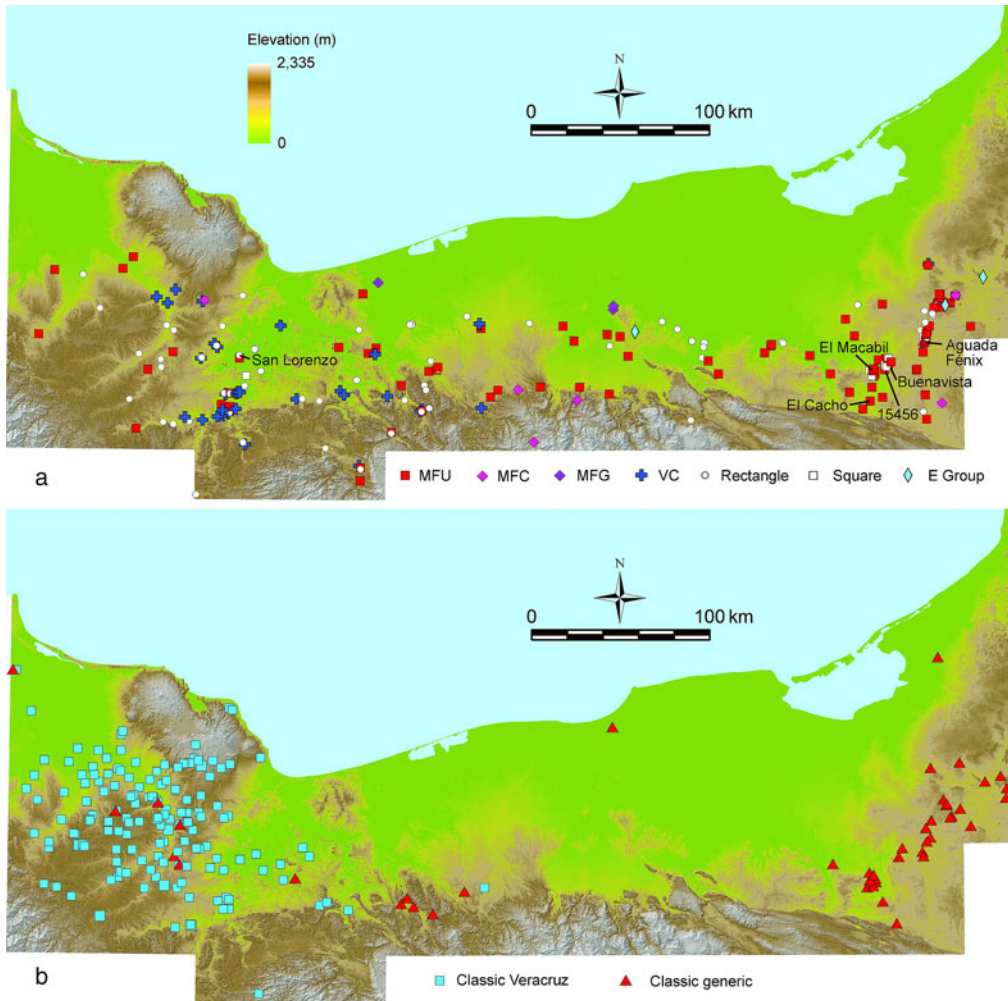 Elevation (m)
2,335
0
N
0 100 km
San Lorenzo
El Macabil
Aguada
Fénix
Buenavista
El Cacho
15456
a
MFU MFC MFG VC Rectangle Square E Group
N
0 100 km
b
Classic Veracruz Classic generic